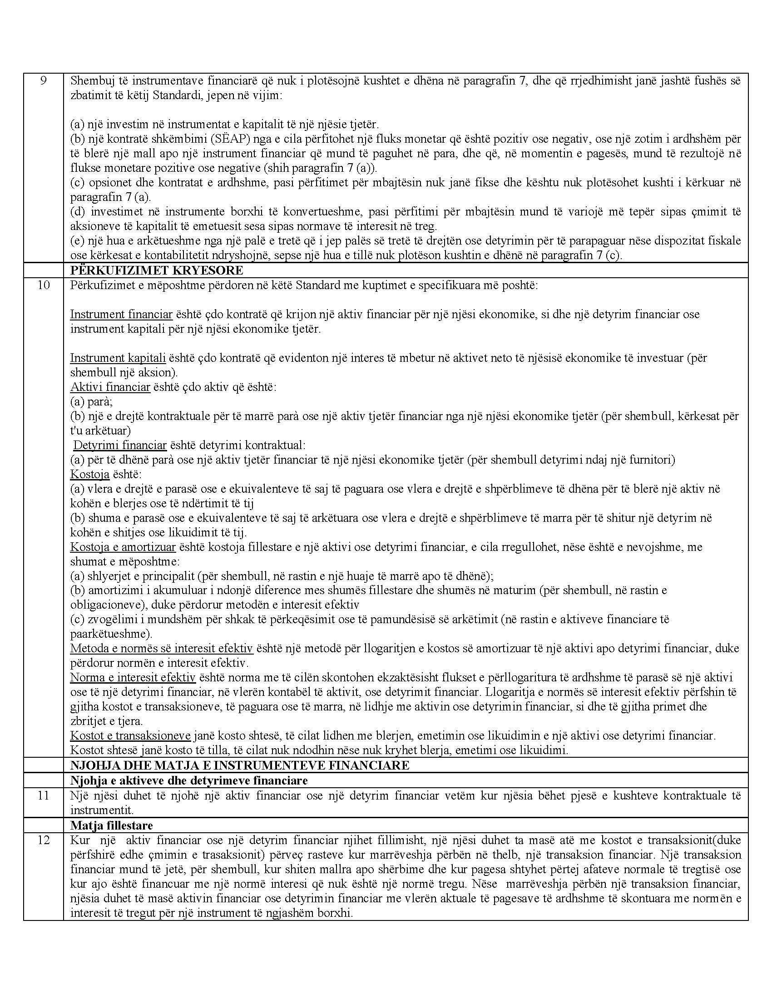 9 Shembuj të instrumentave financiarë që nuk i plotësojnë kushtet e dhëna në paragrafin 7, dhe që rrjedhimisht janë jashtë fushës së
zbatimit të këtij Standardi, jepen në vijim:
(a) një investim në instrumentat e kapitalit të një njësie tjetër.
(b) një kontratë shkëmbimi (SËAP) nga e cila përfitohet një fluks monetar që është pozitiv ose negativ, ose një zotim i ardhshëm për
të blerë një mall apo një instrument financiar që mund të paguhet në para, dhe që, në momentin e pagesës, mund të rezultojë në
flukse monetare pozitive ose negative (shih paragrafin 7 (a)).
(c) opsionet dhe kontratat e ardhshme, pasi përfitimet për mbajtësin nuk janë fikse dhe kështu nuk plotësohet kushti i kërkuar në
paragrafin 7 (a).
(d) investimet në instrumente borxhi të konvertueshme, pasi përfitimi për mbajtësin mund të variojë më tepër sipas çmimit të
aksioneve të kapitalit të emetuesit sesa sipas normave të interesit në treg.
(e) një hua e arkëtueshme nga një palë e tretë që i jep palës së tretë të drejtën ose detyrimin për të parapaguar nëse dispozitat fiskale
ose kërkesat e kontabilitetit ndryshojnë, sepse një hua e tillë nuk plotëson kushtin e dhënë në paragrafin 7 (c).
PËRKUFIZIMET KRYESORE
10 Përkufizimet e mëposhtme përdoren në këtë Standard me kuptimet e specifikuara më poshtë:
Instrument financiar është çdo kontratë që krijon një aktiv financiar për një njësi ekonomike, si dhe një detyrim financiar ose
instrument kapitali për një njësi ekonomike tjetër.
Instrument kapitali është çdo kontratë që evidenton një interes të mbetur në aktivet neto të njësisë ekonomike të investuar (për
shembull një aksion).
Aktivi financiar është çdo aktiv që është:
(a) parà;
(b) një e drejtë kontraktuale për të marrë parà ose një aktiv tjetër financiar nga një njësi ekonomike tjetër (për shembull, kërkesat për
t'u arkëtuar)
Detyrimi financiar është detyrimi kontraktual:
(a) për të dhënë parà ose një aktiv tjetër financiar të një njësi ekonomike tjetër (për shembull detyrimi ndaj një furnitori)
Kostoja është:
(a) vlera e drejtë e parasë ose e ekuivalenteve të saj të paguara ose vlera e drejtë e shpërblimeve të dhëna për të blerë një aktiv në
kohën e blerjes ose të ndërtimit të tij
(b) shuma e parasë ose e ekuivalenteve të saj të arkëtuara ose vlera e drejtë e shpërblimeve të marra për të shitur një detyrim në
kohën e shitjes ose likuidimit të tij.
Kostoja e amortizuar është kostoja fillestare e një aktivi ose detyrimi financiar, e cila rregullohet, nëse është e nevojshme, me
shumat e mëposhtme:
(a) shlyerjet e principalit (për shembull, në rastin e një huaje të marrë apo të dhënë);
(b) amortizimi i akumuluar i ndonjë diference mes shumës fillestare dhe shumës në maturim (për shembull, në rastin e
obligacioneve), duke përdorur metodën e interesit efektiv
(c) zvogëlimi i mundshëm për shkak të përkeqësimit ose të pamundësisë së arkëtimit (në rastin e aktiveve financiare të
paarkëtueshme).
Metoda e normës së interesit efektiv është një metodë për llogaritjen e kostos së amortizuar të një aktivi apo detyrimi financiar, duke
përdorur normën e interesit efektiv.
Norma e interesit efektiv është norma me të cilën skontohen ekzaktësisht flukset e përllogaritura të ardhshme të parasë së një aktivi
ose të një detyrimi financiar, në vlerën kontabël të aktivit, ose detyrimit financiar. Llogaritja e normës së interesit efektiv përfshin të
gjitha kostot e transaksioneve, të paguara ose të marra, në lidhje me aktivin ose detyrimin financiar, si dhe të gjitha primet dhe
zbritjet e tjera.
Kostot e transaksioneve janë kosto shtesë, të cilat lidhen me blerjen, emetimin ose likuidimin e një aktivi ose detyrimi financiar.
Kostot shtesë janë kosto të tilla, të cilat nuk ndodhin nëse nuk kryhet blerja, emetimi ose likuidimi.
NJOHJA DHE MATJA E INSTRUMENTEVE FINANCIARE
Njohja e aktiveve dhe detyrimeve financiare
11 Një njësi duhet të njohë një aktiv financiar ose një detyrim financiar vetëm kur njësia bëhet pjesë e kushteve kontraktuale të
instrumentit.
Matja fillestare
12 Kur një aktiv financiar ose një detyrim financiar njihet fillimisht, një njësi duhet ta masë atë me kostot e transaksionit(duke
përfshirë edhe çmimin e trasaksionit) përveç rasteve kur marrëveshja përbën në thelb, një transaksion financiar. Një transaksion
financiar mund të jetë, për shembull, kur shiten mallra apo shërbime dhe kur pagesa shtyhet përtej afateve normale të tregtisë ose
kur ajo është financuar me një normë interesi që nuk është një normë tregu. Nëse marrëveshja përbën një transaksion financiar,
njësia duhet të masë aktivin financiar ose detyrimin financiar me vlerën aktuale të pagesave të ardhshme të skontuara me normën e
interesit të tregut për një instrument të ngjashëm borxhi.